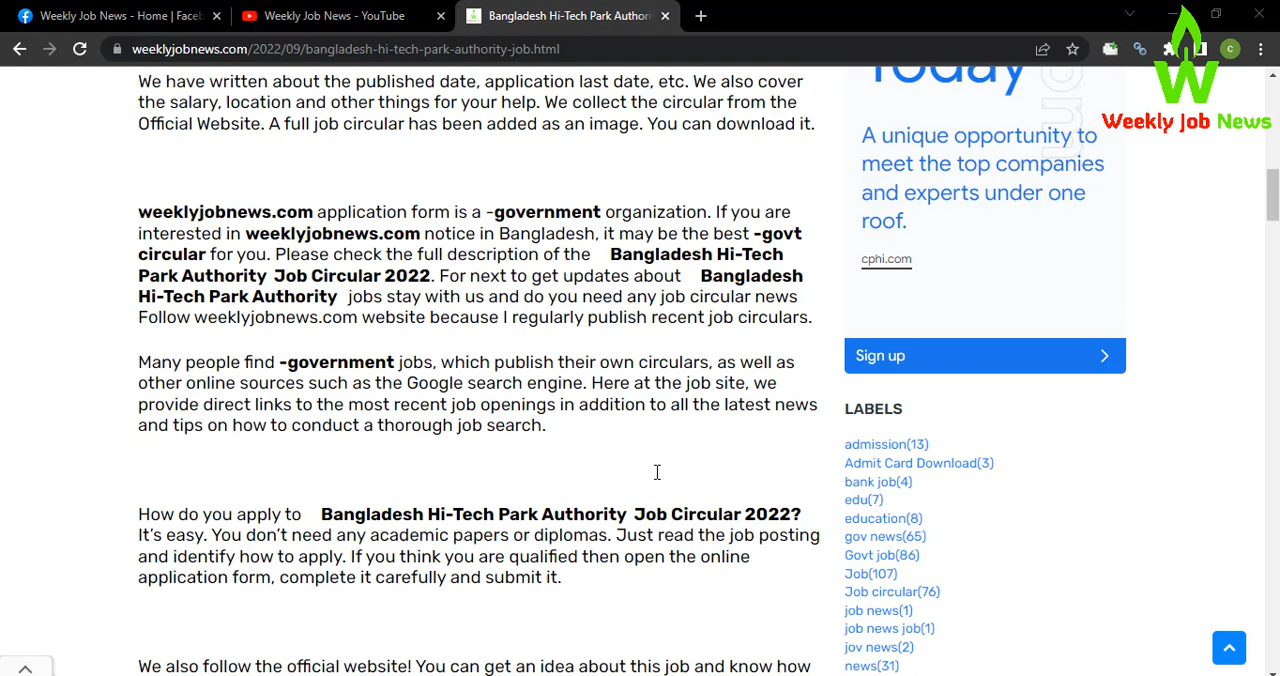 Weekly Job News - Home | Faceb
Weekly Job News - YouTube
Bangladesh Hi-Tech Park Authori
weeklyjobnews.com/2022/09/bangladesh-hi-tech-park-authority-job.html
C
W
Weekly Job News
We have written about the published date, application last date, etc. We also cover
the salary, location and other things for your help. We collect the circular from the
Official Website. A full job circular has been added as an image. You can download it.
weeklyjobnews.com application form is a -government organization. If you are
interested in weeklyjobnews.com notice in Bangladesh, it may be the best -govt
circular for you. Please check the full description of the Bangladesh Hi-Tech
Park Authority Job Circular 2022. For next to get updates about Bangladesh
Hi-Tech Park Authority jobs stay with us and do you need any job circular news
Follow weeklyjobnews.com website because I regularly publish recent job circulars.
Many people find -government jobs, which publish their own circulars, as well as
other online sources such as the Google search engine. Here at the job site, we
provide direct links to the most recent job openings in addition to all the latest news
and tips on how to conduct a thorough job search.
How do you apply to Bangladesh Hi-Tech Park Authority Job Circular 2022?
It's easy. You don't need any academic papers or diplomas. Just read the job posting
and identify how to apply. If you think you are qualified then open the online
application form, complete it carefully and submit it.
We also follow the official website! You can get an idea about this job and know how
Today
A unique opportunity to
meet the top companies
and experts under one
roof.
cphi.com
Sign up
LABELS
admission(13)
Admit Card Download(3)
bank job(4)
edu(7)
education(8)
gov news(65)
Govt job(86)
Job(107)
Job circular(76)
job news(1)
job news job(1)
jov news(2)
news(31)